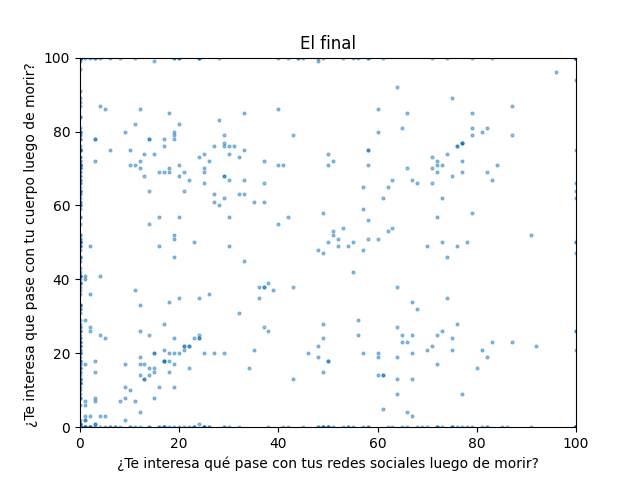 El final
100
80
60
40
20
0
¿Te interesa que pase con tu cuerpo luego de morir?
0 20 40 60 80 100
¿Te interesa qué pase con tus redes sociales luego de morir?